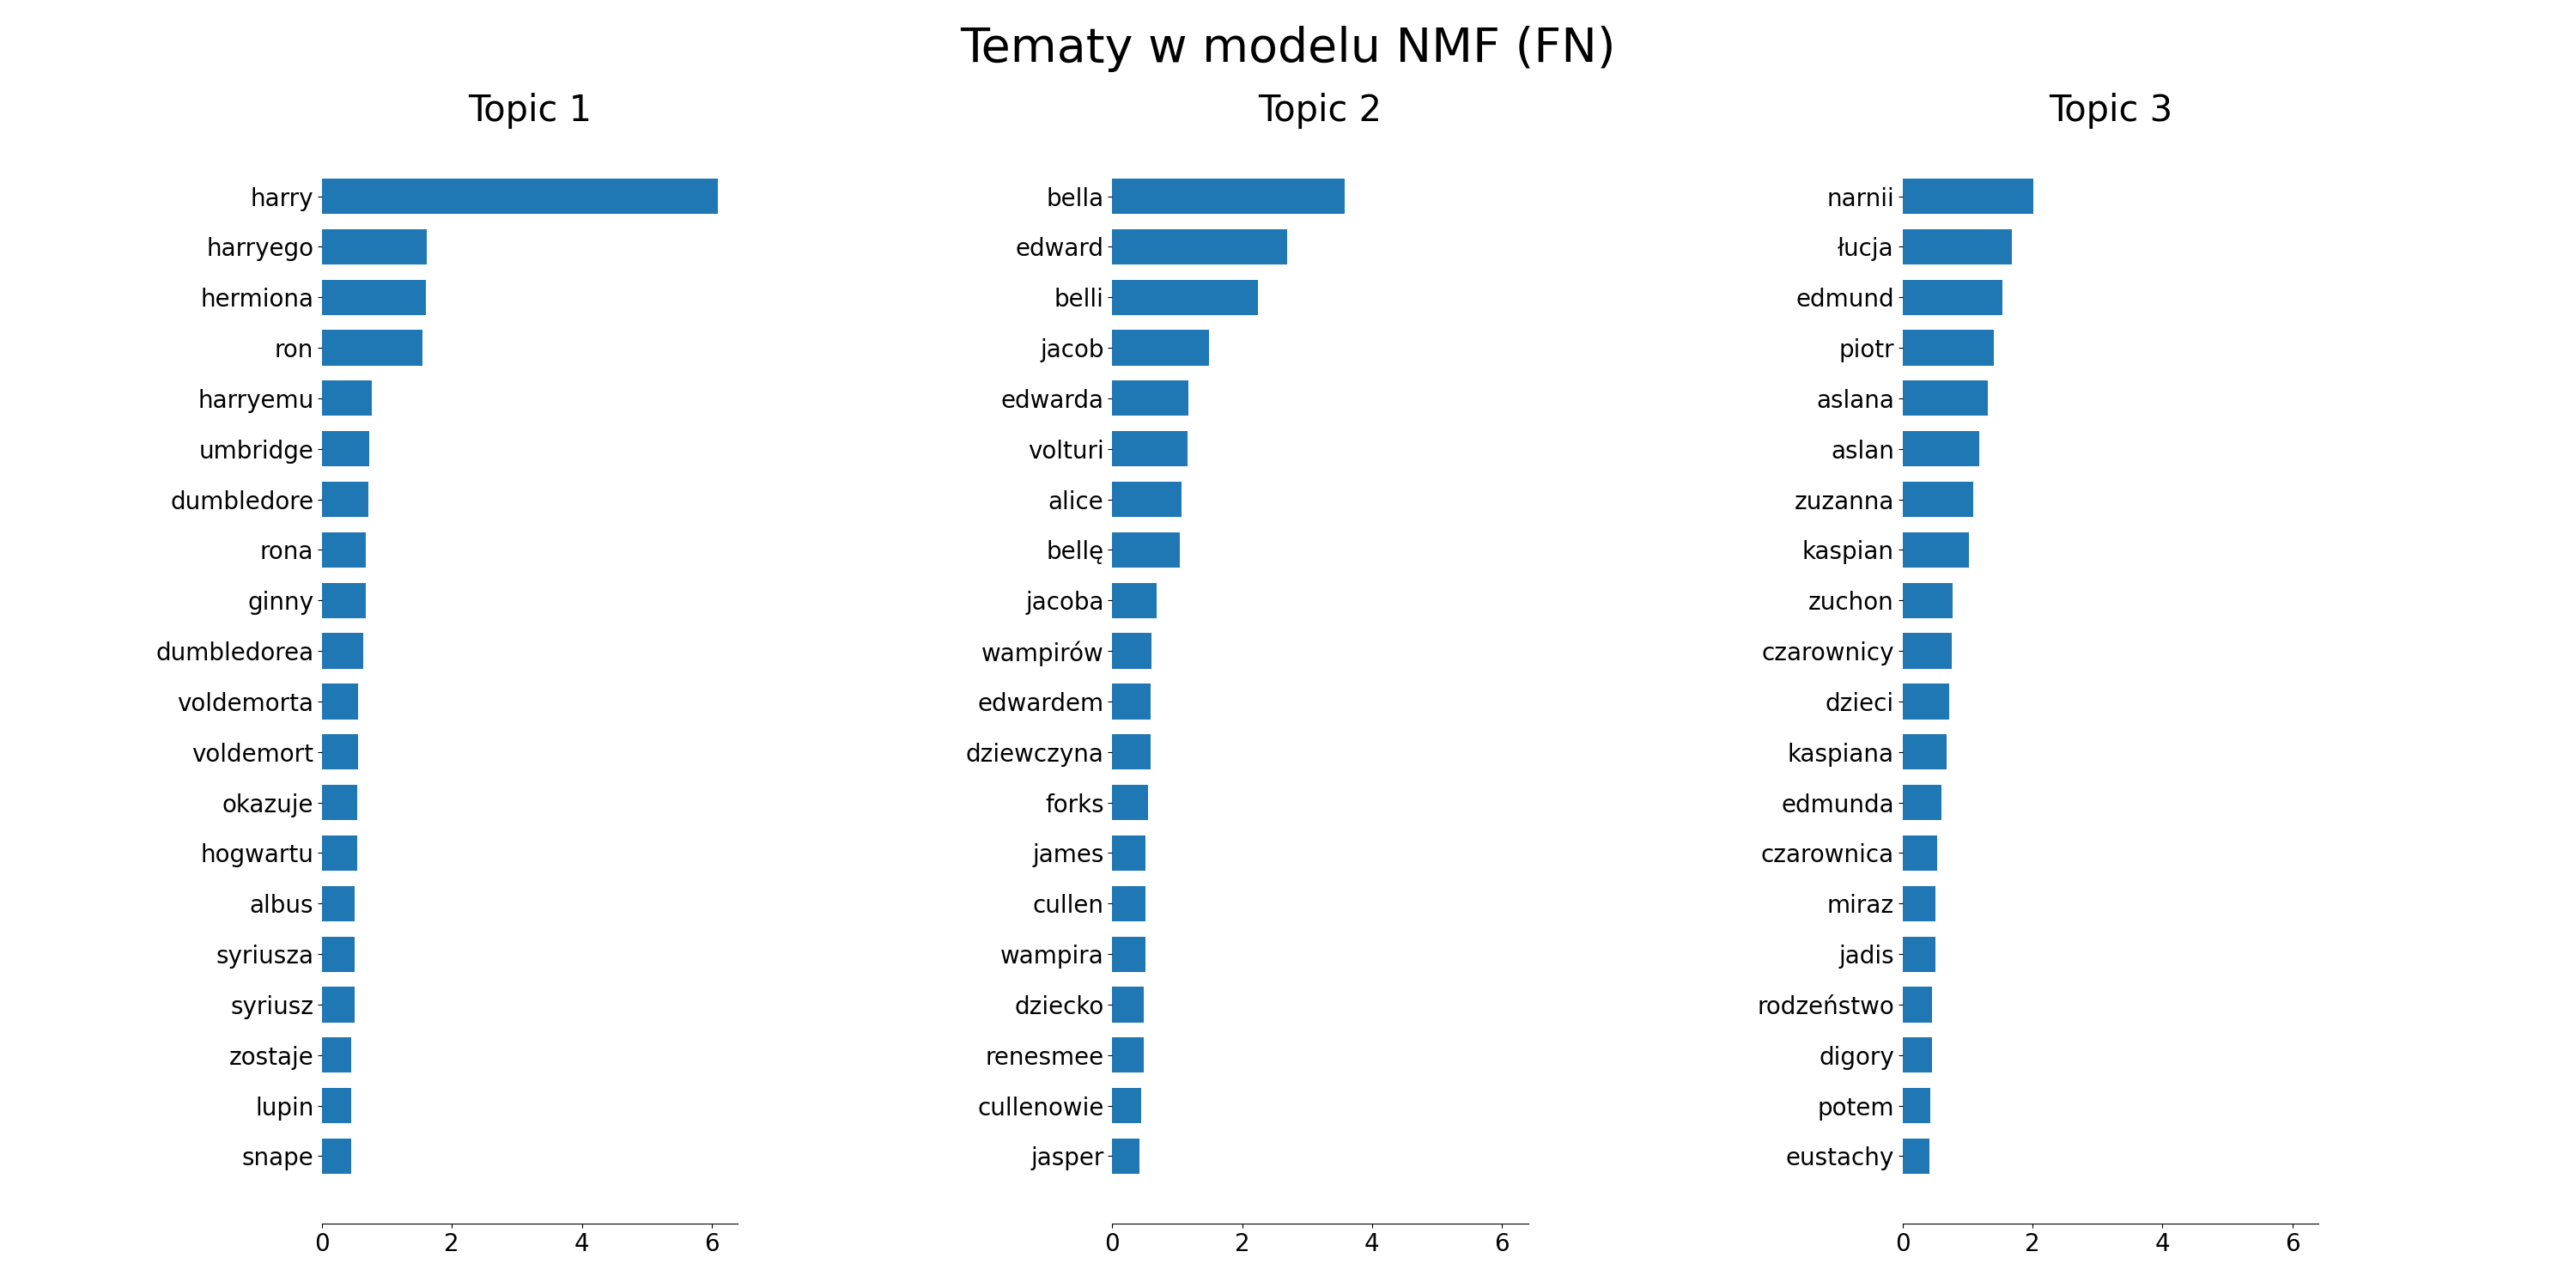 Tematy w modelu NMF (FN)
Topic 1
harry
harryego
hermiona
ron
harryemu
umbridge
dumbledore
rona
ginny
dumbledorea
voldemorta
voldemort
okazuje
hogwartu
albus
syriusza
syriusz
zostaje
lupin
snape
0 2 4 6
Topic 2
bella
edward
belli
jacob
edwarda
volturi
alice
bellę
jacoba
wampirów
edwardem
dziewczyna
forks
james
cullen
wampira
dziecko
renesmee
cullenowie
jasper
0 2 4 6
Topic 3
narnii
łucja
edmund
piotr
aslana
aslan
zuzanna
kaspian
zuchon
czarownicy
dzieci
kaspiana
edmunda
czarownica
miraz
jadis
rodzeństwo
digory
potem
eustachy
0 2 4 6